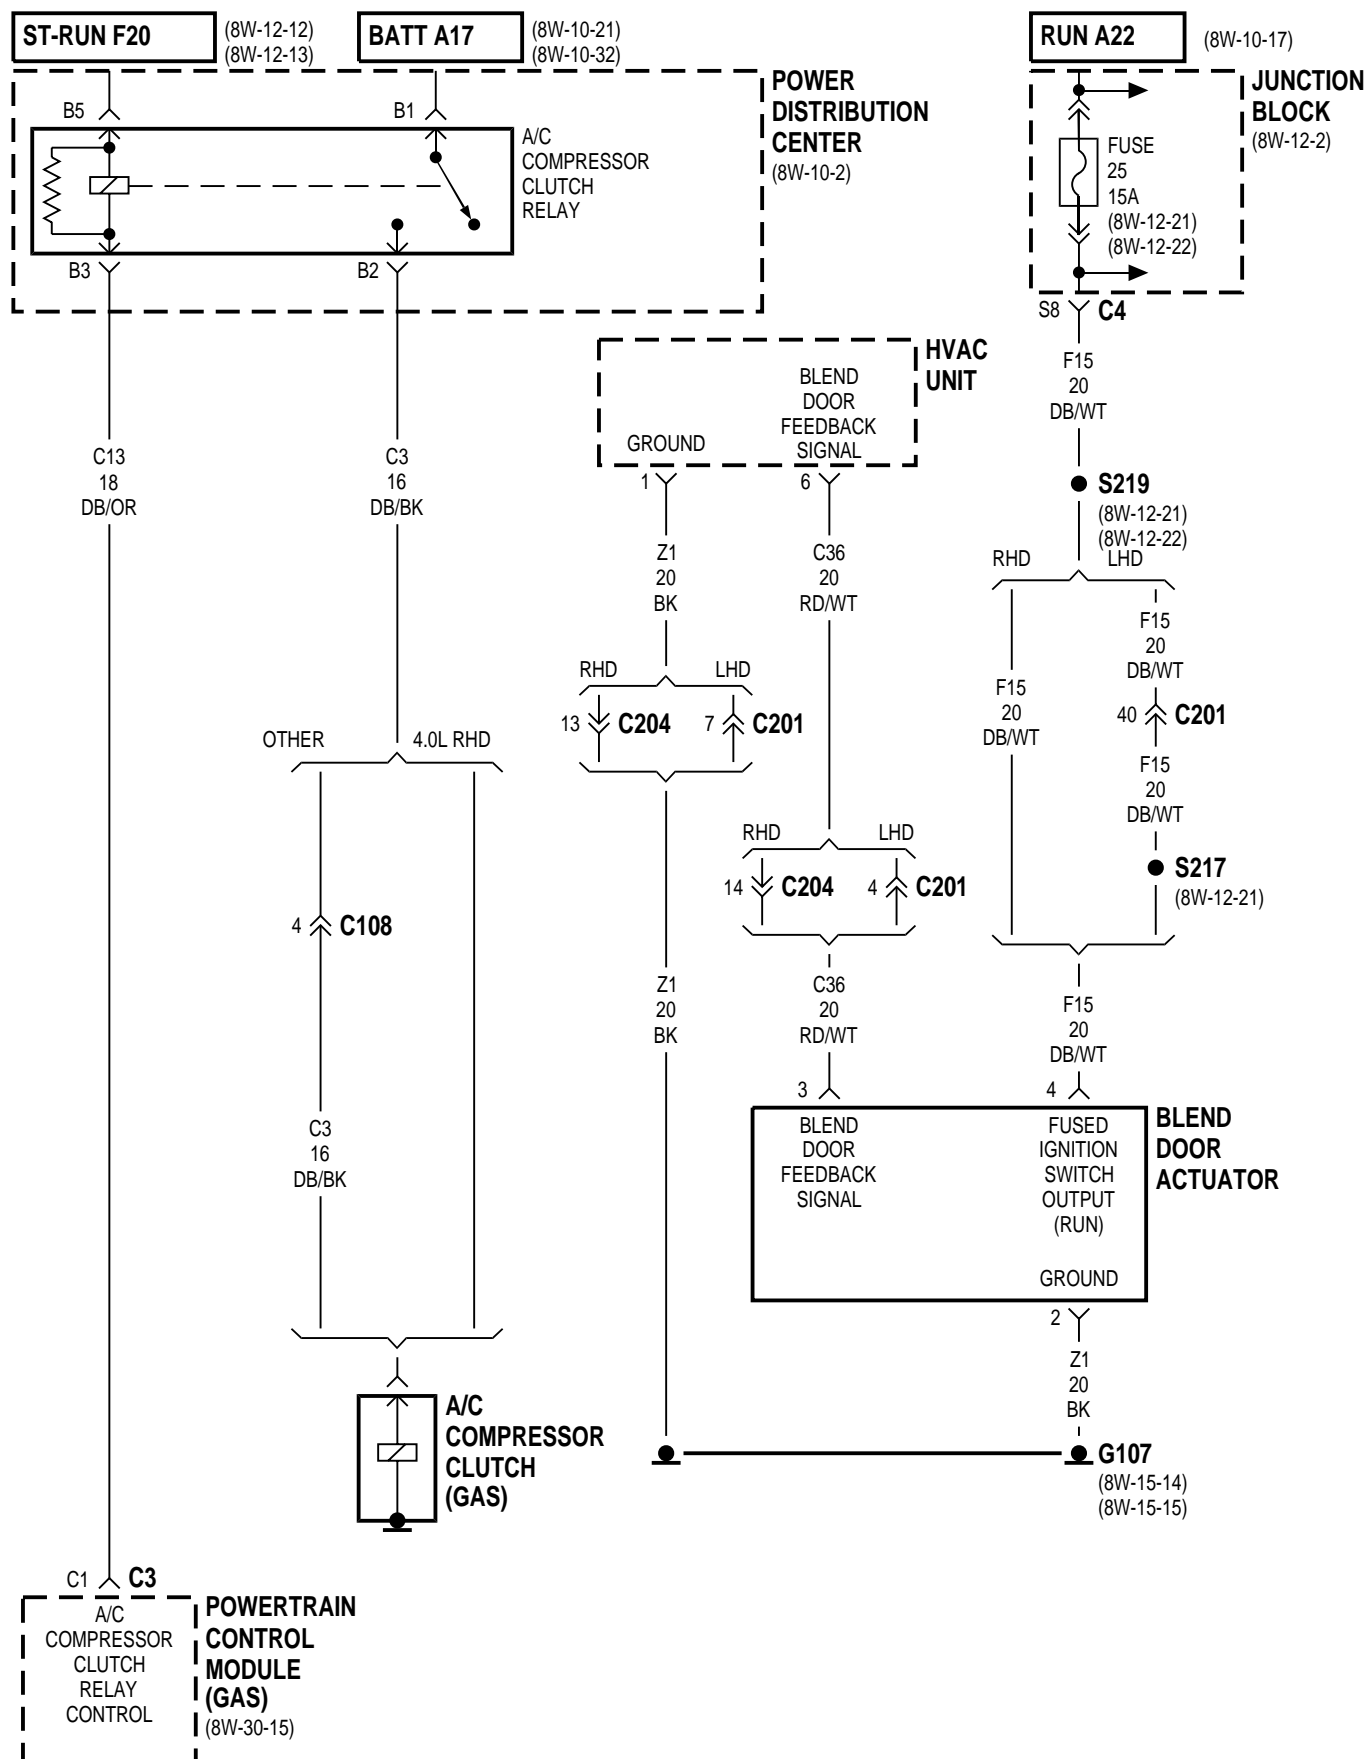 ST-RUN F20
(8W-12-12)
(8W-12-13)
BATT A17
(8W-10-21)
(8W-10-32)
RUN A22
(8W-10-17)
POWER
DISTRIBUTION
CENTER
(8W-10-2)
JUNCTION
BLOCK
(8W-12-2)
B5
B1
A/C
COMPRESSOR
CLUTCH
RELAY
FUSE
25
15A
(8W-12-21)
(8W-12-22)
B3
B2
S8
C4
HVAC
UNIT
GROUND
BLEND
DOOR
FEEDBACK
SIGNAL
F15
20
DB/WT
C13
18
DB/OR
C3
16
DB/BK
1
6
S219
(8W-12-21)
(8W-12-22)
Z1
20
BK
C36
20
RD/WT
RHD
LHD
F15
20
DB/WT
F15
20
DB/WT
40
C201
F15
20
DB/WT
S217
(8W-12-21)
RHD
LHD
13
C204
7
C201
OTHER
4.0L RHD
RHD
LHD
14
C204
4
C201
4
C108
Z1
20
BK
C36
20
RD/WT
F15
20
DB/WT
3
4
BLEND
DOOR
FEEDBACK
SIGNAL
FUSED
IGNITION
SWITCH
OUTPUT
(RUN)
GROUND
BLEND
DOOR
ACTUATOR
C3
16
DB/BK
2
Z1
20
BK
A/C
COMPRESSOR
CLUTCH
(GAS)
G107
(8W-15-14)
(8W-15-15)
C1
C3
A/C
COMPRESSOR
CLUTCH
RELAY
CONTROL
POWERTRAIN
CONTROL
MODULE
(GAS)
(8W-30-15)